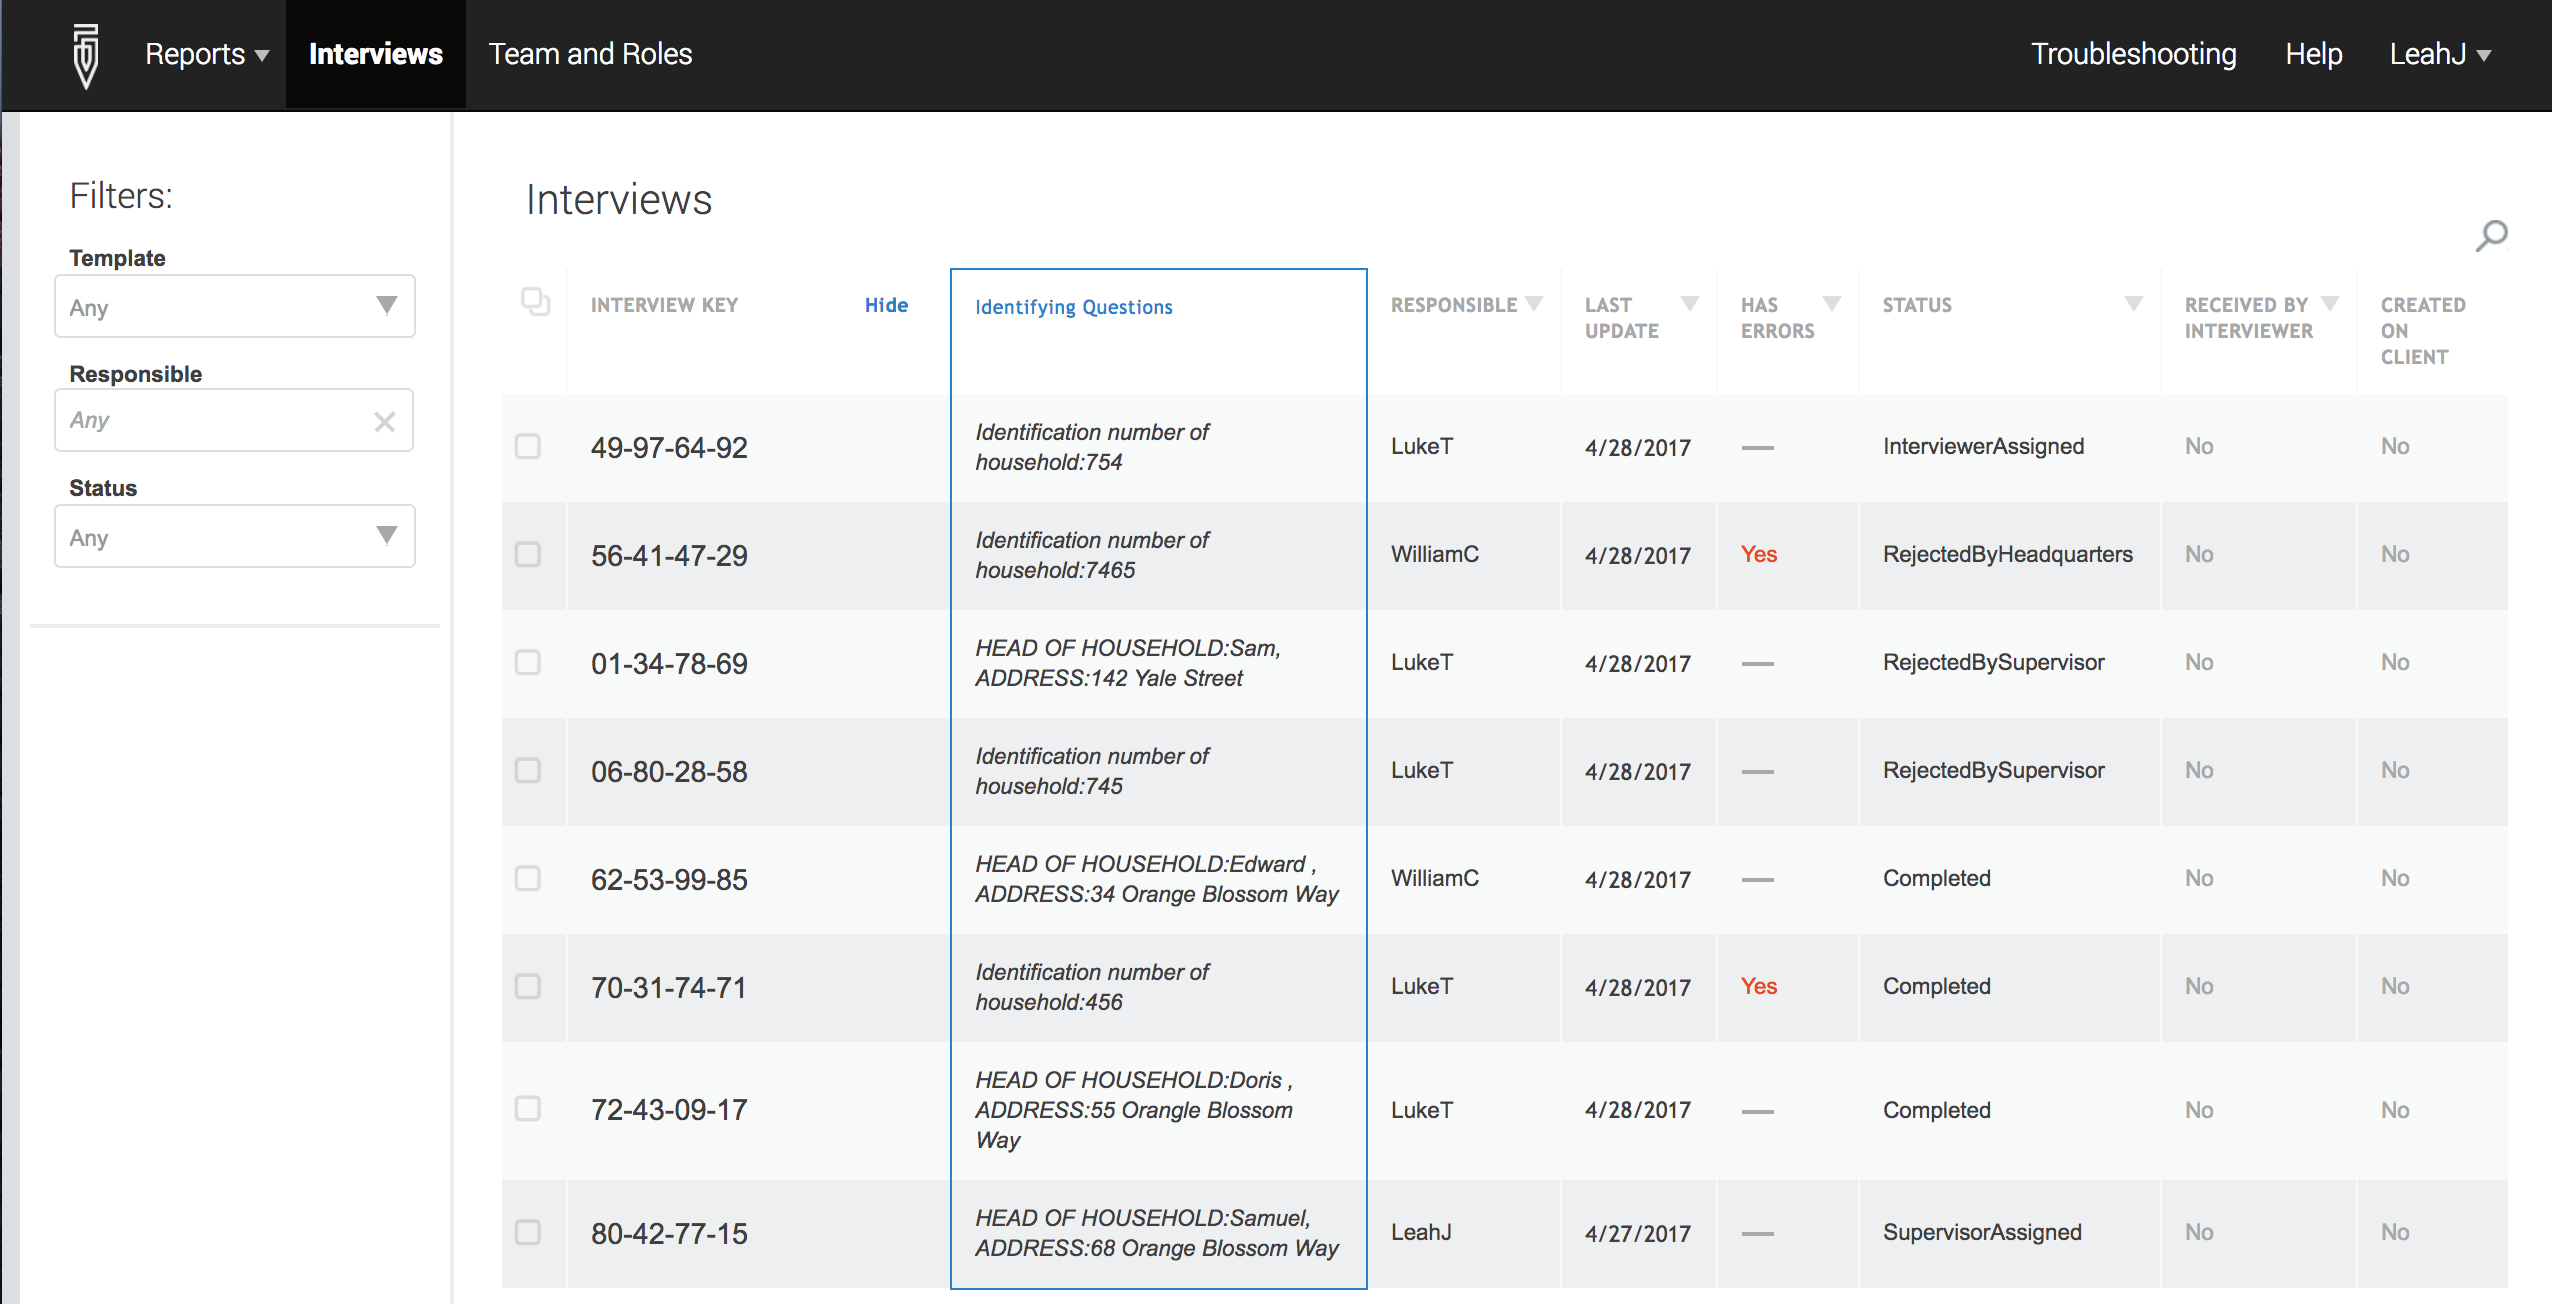 Reports Interviews Team and Roles Troubleshooting Help LeahJ
Filters:
Template
Any
Responsible
Any
Status
Any
Interviews
INTERVIEW KEY Hide Identifying Questions RESPONSIBLE LAST HAS STATUS RECEIVED BY CREATED
UPDATE ERRORS INTERVIEWER ON
CLIENT
49-97-64-92 Identification number of LukeT 4/28/2017 — InterviewerAssigned No No
household:754
56-41-47-29 Identification number of WilliamC 4/28/2017 Yes RejectedByHeadquarters No No
household:7465
01-34-78-69 HEAD OF HOUSEHOLD:Sam, LukeT 4/28/2017 — RejectedBySupervisor No No
ADDRESS:142 Yale Street
06-80-28-58 Identification number of LukeT 4/28/2017 — RejectedBySupervisor No No
household:745
62-53-99-85 HEAD OF HOUSEHOLD:Edward , WilliamC 4/28/2017 — Completed No No
ADDRESS:34 Orange Blossom Way
70-31-74-71 Identification number of LukeT 4/28/2017 Yes Completed No No
household:456
HEAD OF HOUSEHOLD:Doris ,
72-43-09-17 ADDRESS:55 Orangle Blossom LukeT 4/28/2017 — Completed No No
Way
80-42-77-15 HEAD OF HOUSEHOLD:Samuel, LeahJ 4/27/2017 — SupervisorAssigned No No
ADDRESS:68 Orange Blossom Way